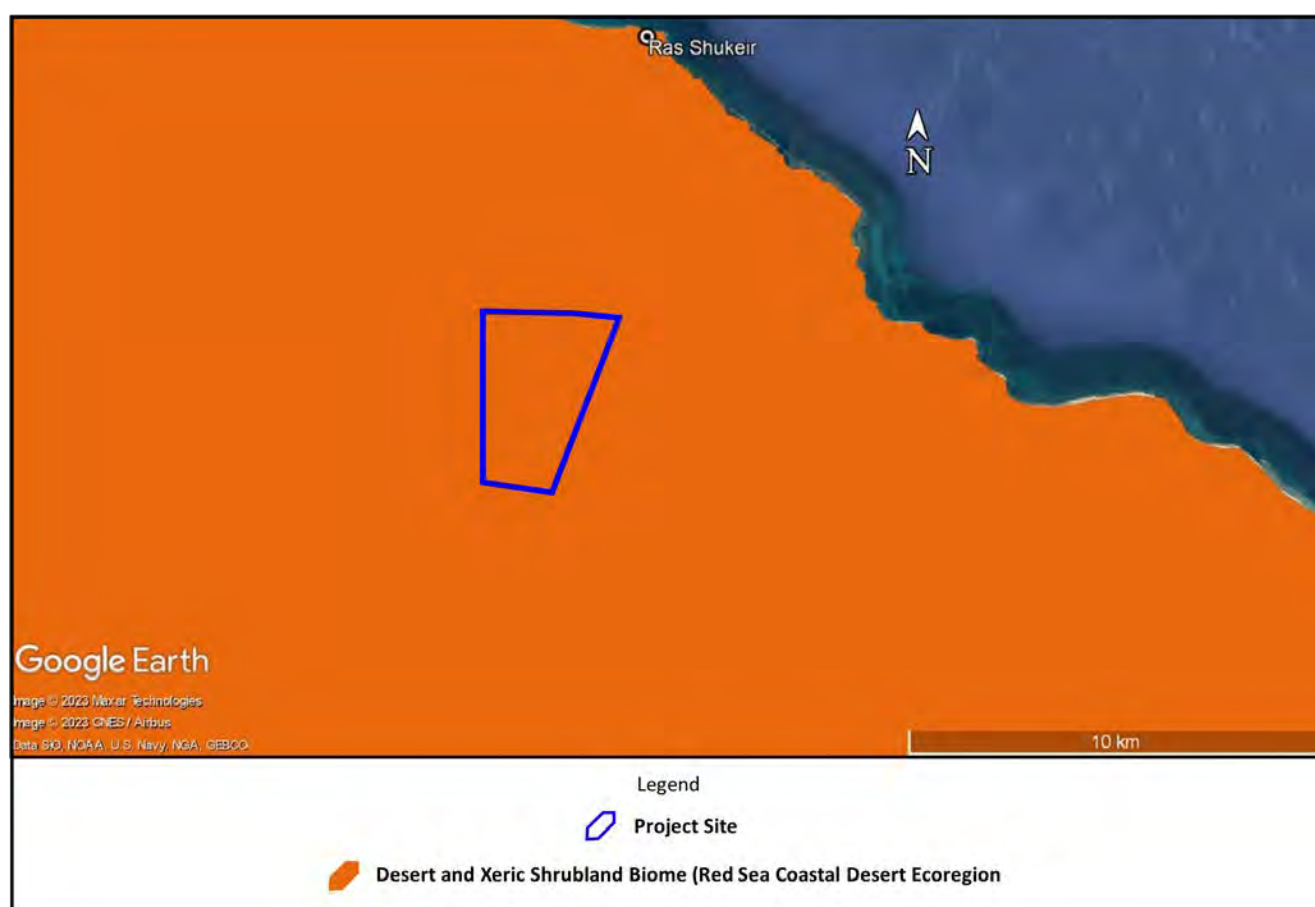 Ras Shukeir
N
Google Earth
Image © 2023 Maxar Technologies
Image © 2023 CNES / Airbus
Data SIO, NOAA, U.S. Navy, NGA, GEBCO
10 km
Legend
Project Site
Desert and Xeric Shrubland Biome (Red Sea Coastal Desert Ecoregion